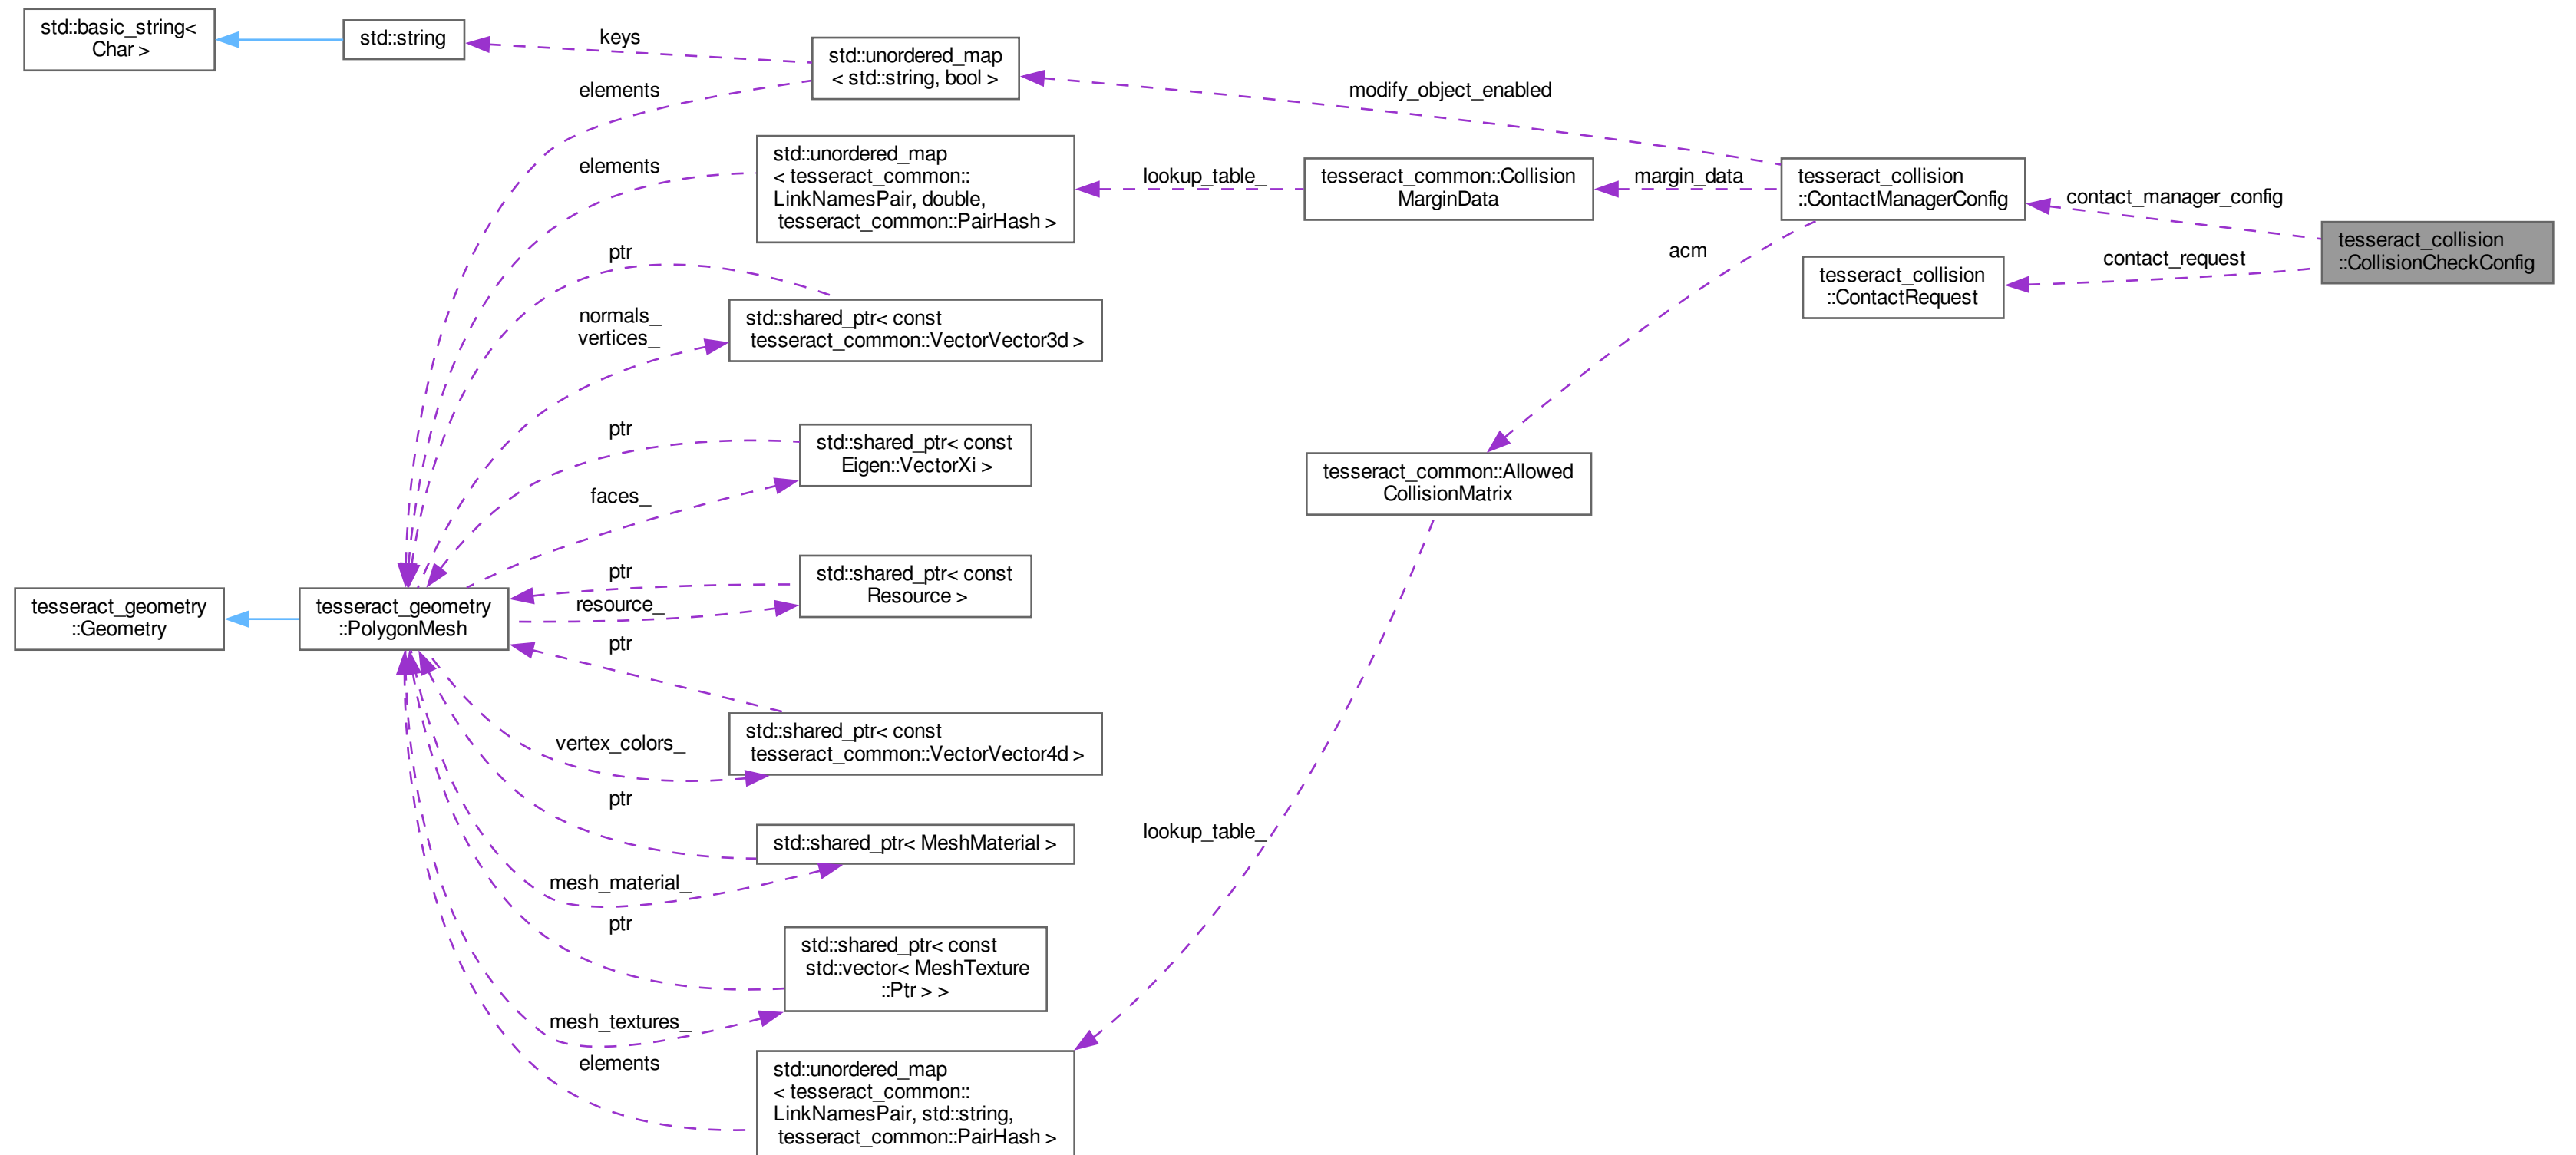 std::basic_string<
Char >
std::string
keys
std::unordered_map
< std::string, bool >
elements
modify_object_enabled
elements
std::unordered_map
< tesseract_common::
LinkNamesPair, double,
tesseract_common::PairHash >
lookup_table_
tesseract_common::Collision
MarginData
margin_data
tesseract_collision
::ContactManagerConfig
contact_manager_config
tesseract_collision
::CollisionCheckConfig
contact_request
tesseract_collision
::ContactRequest
acm
ptr
normals_
vertices_
std::shared_ptr< const
tesseract_common::VectorVector3d >
ptr
std::shared_ptr< const
Eigen::VectorXi >
faces_
tesseract_common::Allowed
CollisionMatrix
ptr
resource_
std::shared_ptr< const
Resource >
tesseract_geometry
::Geometry
tesseract_geometry
::PolygonMesh
ptr
vertex_colors_
std::shared_ptr< const
tesseract_common::VectorVector4d >
ptr
std::shared_ptr< MeshMaterial >
lookup_table_
mesh_material_
ptr
std::shared_ptr< const
std::vector< MeshTexture
::Ptr > >
mesh_textures_
elements
std::unordered_map
< tesseract_common::
LinkNamesPair, std::string,
tesseract_common::PairHash >